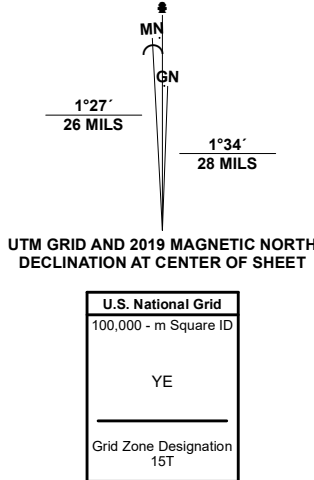 MN
GN
1°27´
26 MILS
1°34´
28 MILS
UTM GRID AND 2019 MAGNETIC NORTH
DECLINATION AT CENTER OF SHEET
U.S. National Grid
100,000 - m Square ID
YE
Grid Zone Designation
15T